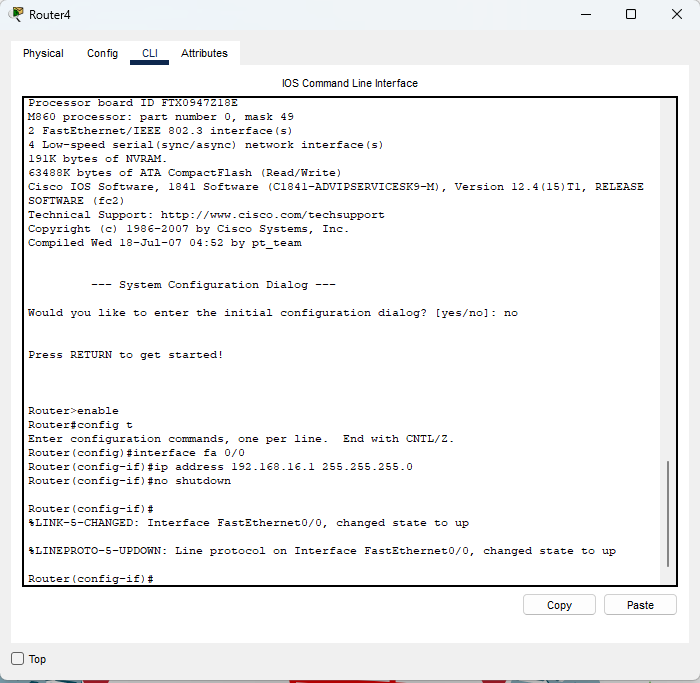 Router4
Physical Config CLI Attributes
IOS Command Line Interface
Processor board ID FTX0947Z18E
M860 processor: part number 0, mask 49
2 FastEthernet/IEEE 802.3 interface(s)
4 Low-speed serial(sync/async) network interface(s)
191K bytes of NVRAM.
63488K bytes of ATA CompactFlash (Read/Write)
Cisco IOS Software, 1841 Software (C1841-ADVIPSERVICESK9-M), Version 12.4(15)T1, RELEASE
SOFTWARE (fc2)
Technical Support: http://www.cisco.com/techsupport
Copyright (c) 1986-2007 by Cisco Systems, Inc.
Compiled Wed 18-Jul-07 04:52 by pt_team
--- System Configuration Dialog ---
Would you like to enter the initial configuration dialog? [yes/no]: no
Press RETURN to get started!
Router>enable
Router#config t
Enter configuration commands, one per line.  End with CNTL/Z.
Router(config)#interface fa 0/0
Router(config-if)#ip address 192.168.16.1 255.255.255.0
Router(config-if)#no shutdown
Router(config-if)#
%LINK-5-CHANGED: Interface FastEthernet0/0, changed state to up
%LINEPROTO-5-UPDOWN: Line protocol on Interface FastEthernet0/0, changed state to up
Router(config-if)#
Copy Paste
Top